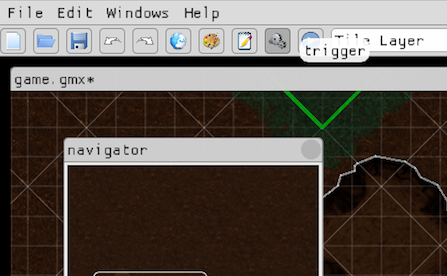 File Edit Windows Help
Tile Layer
trigger
game.gmx*
navigator